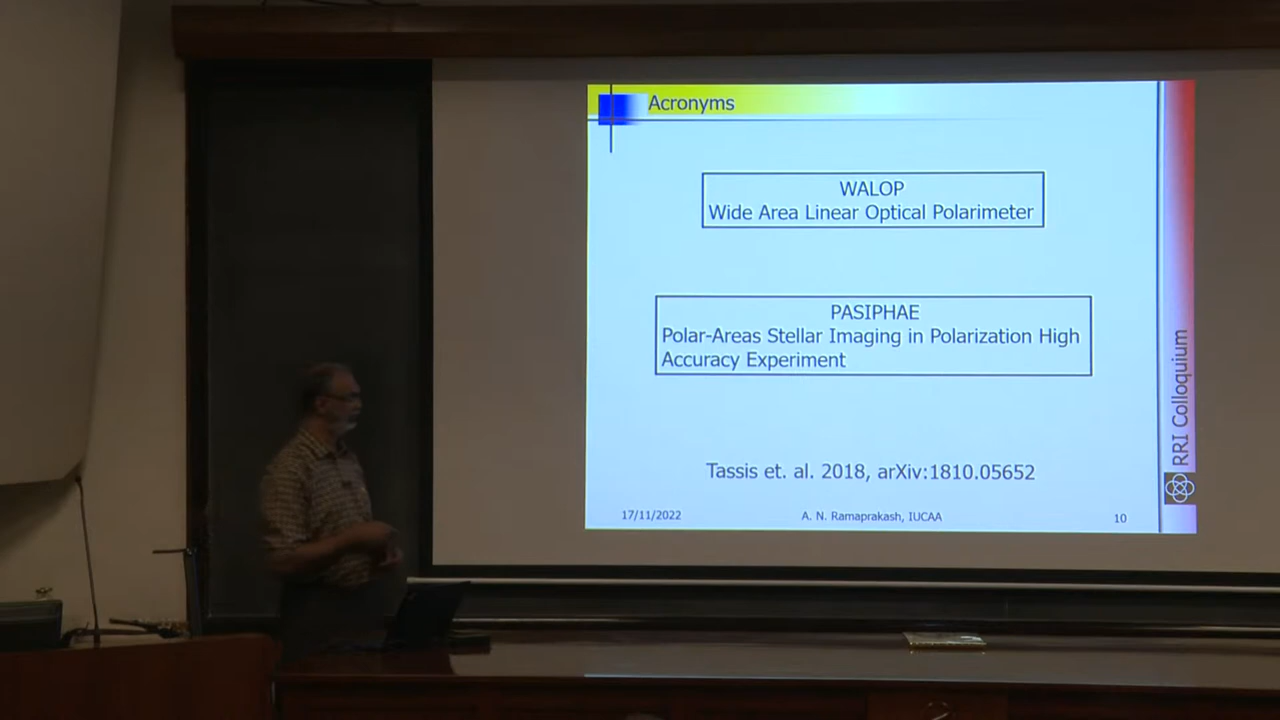 Acronyms
WALOP
Wide Area Linear Optical Polarimeter
PASIPHAE
Polar-Areas Stellar Imaging in Polarization High
Accuracy Experiment
Tassis et. al. 2018, arXiv:1810.05652
17/11/2022
A. N. Ramaprakash, IUCAA
10
RRI Colloquium